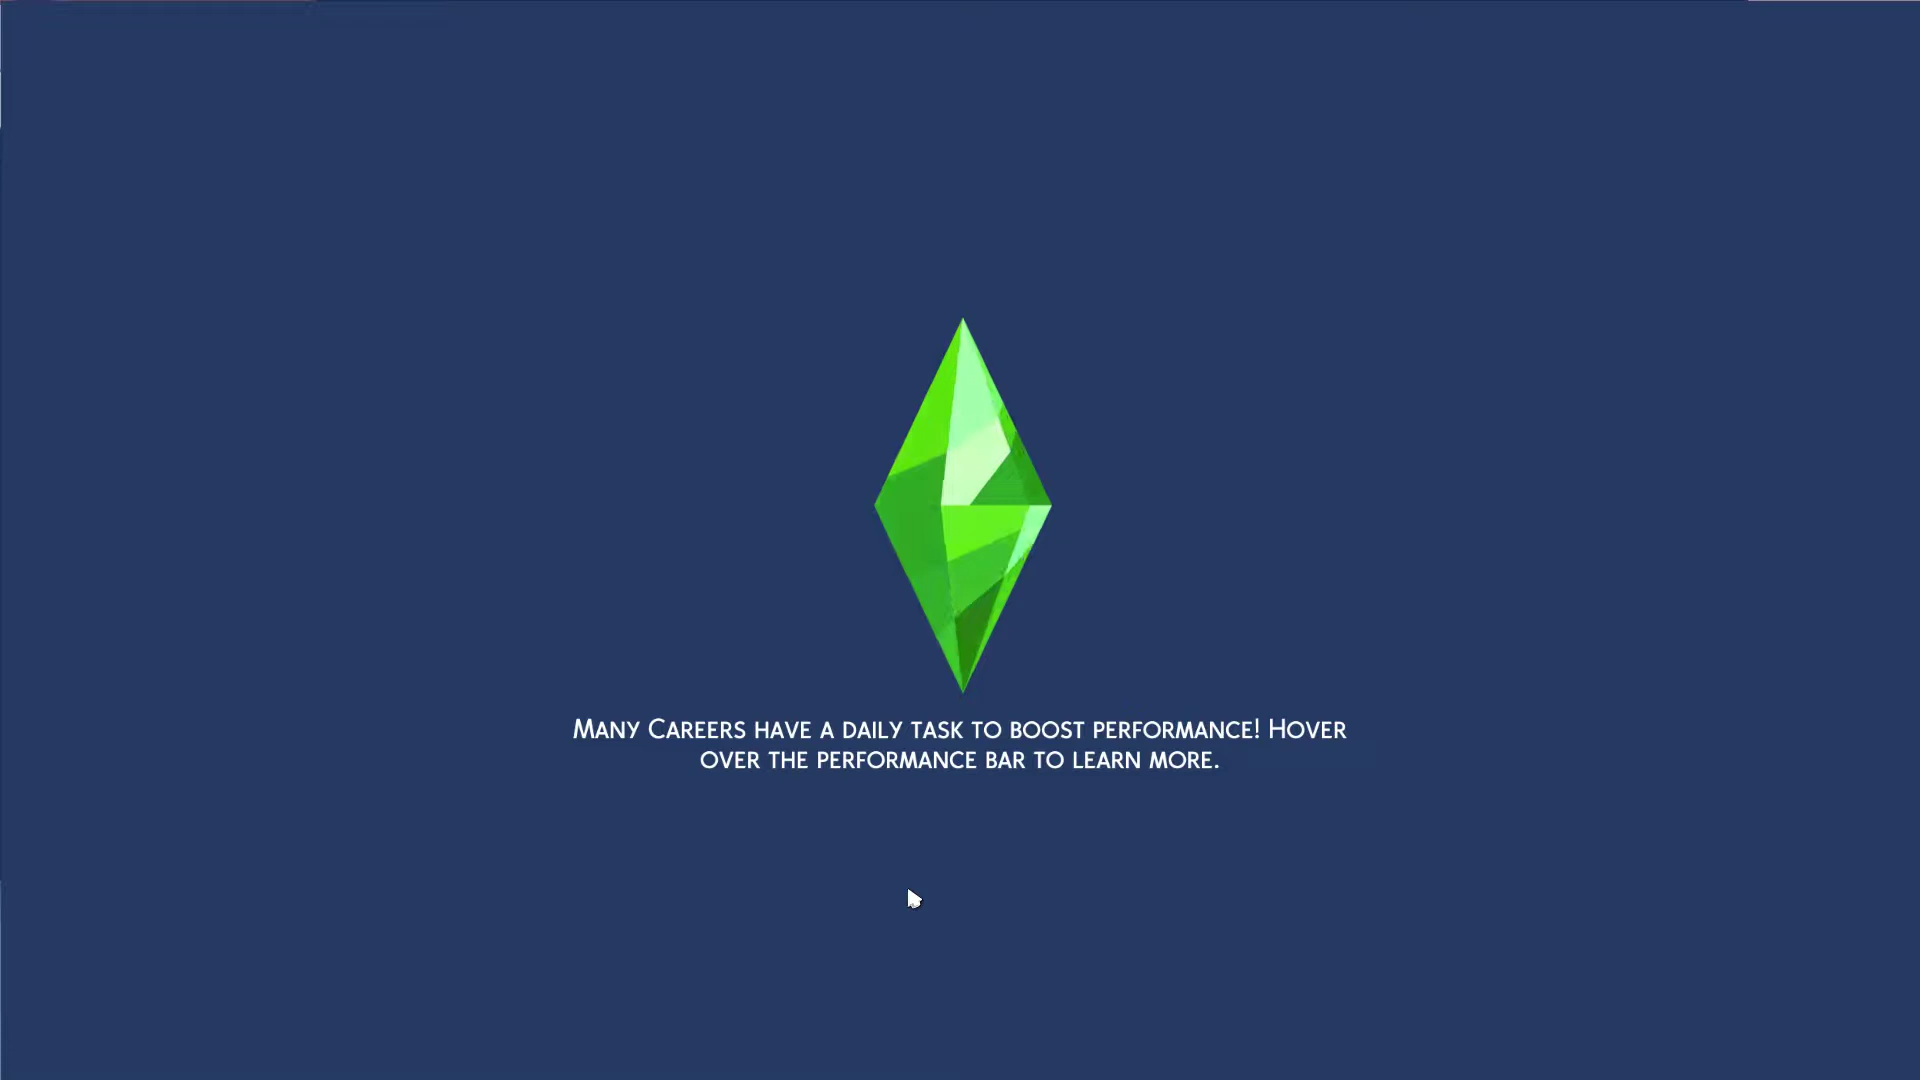 Many Careers have a daily task to boost performance! Hover
over the performance bar to learn more.